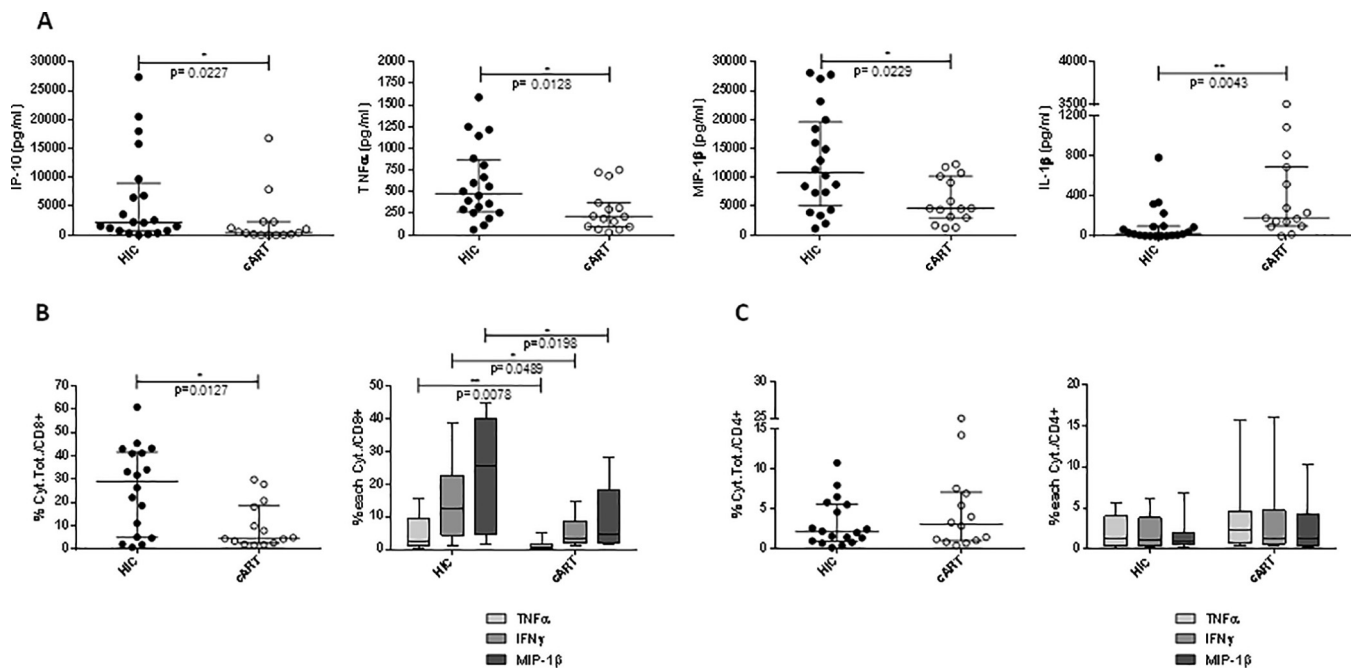 A
*
p= 0.0227
IP-10 (pg/ml)
30000
25000
20000
15000
10000
5000
0
HIC
cART
*
p= 0.0128
TNFα (pg/ml)
2000
1750
1500
1250
1000
750
500
250
0
HIC
cART
*
p= 0.0229
MIP-1β (pg/ml)
30000
25000
20000
15000
10000
5000
0
HIC
cART
**
p= 0.0043
IL-1β (pg/ml)
4000
3500
1200
800
400
0
HIC
cART
B
*
p=0.0127
% Cyt.Tot./CD8+
70
60
50
40
30
20
10
0
HIC
cART
*
p=0.0198
*
p=0.0489
**
p=0.0078
%each Cyt./CD8+
50
40
30
20
10
0
HIC
cART
TNFα
IFNγ
MIP-1β
C
%Cyt.Tot./CD4+
30
25
15
10
5
0
HIC
cART
%each Cyt./CD4+
20
15
10
5
0
HIC
cART
TNFα
IFNγ
MIP-1β